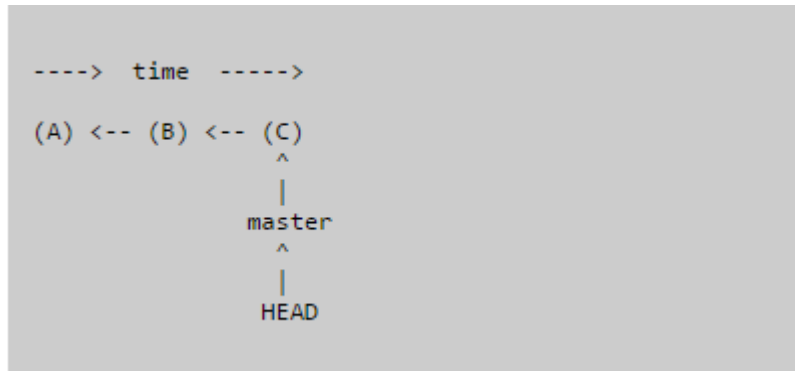 ----> time ----->
(A) <-- (B) <-- (C)
^
|
master
^
|
HEAD